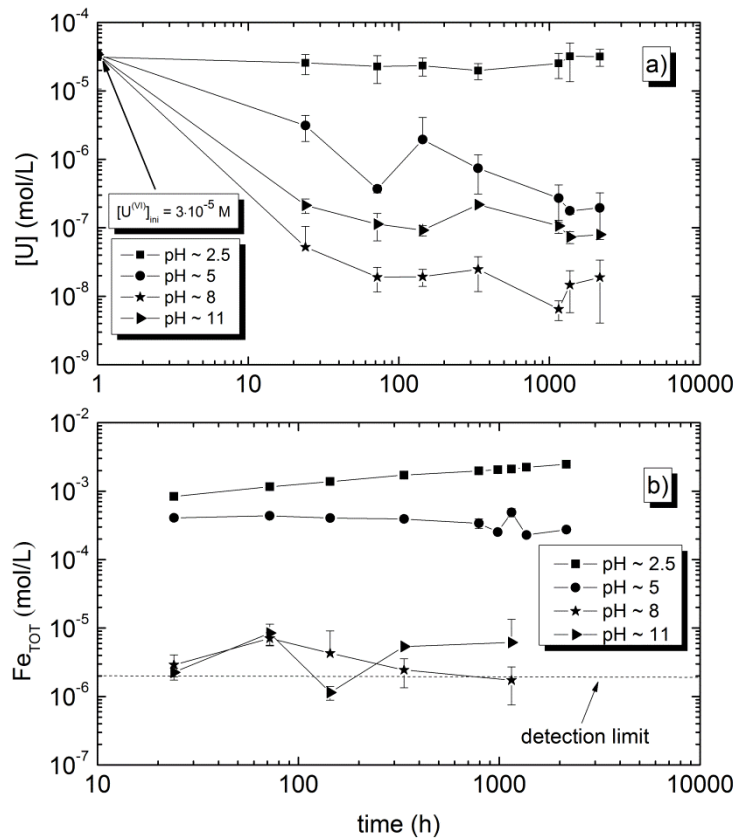 10⁻⁴
10⁻⁵
10⁻⁶
10⁻⁷
10⁻⁸
10⁻⁹
[U] (mol/L)
a)
[U⁽ⱽᴵ⁾]ᵢₙᵢ = 3·10⁻⁵ M
pH ~ 2.5
pH ~ 5
pH ~ 8
pH ~ 11
1 10 100 1000 10000
10⁻²
10⁻³
10⁻⁴
10⁻⁵
10⁻⁶
10⁻⁷
Fe_TOT (mol/L)
b)
pH ~ 2.5
pH ~ 5
pH ~ 8
pH ~ 11
detection limit
10 100 1000 10000
time (h)